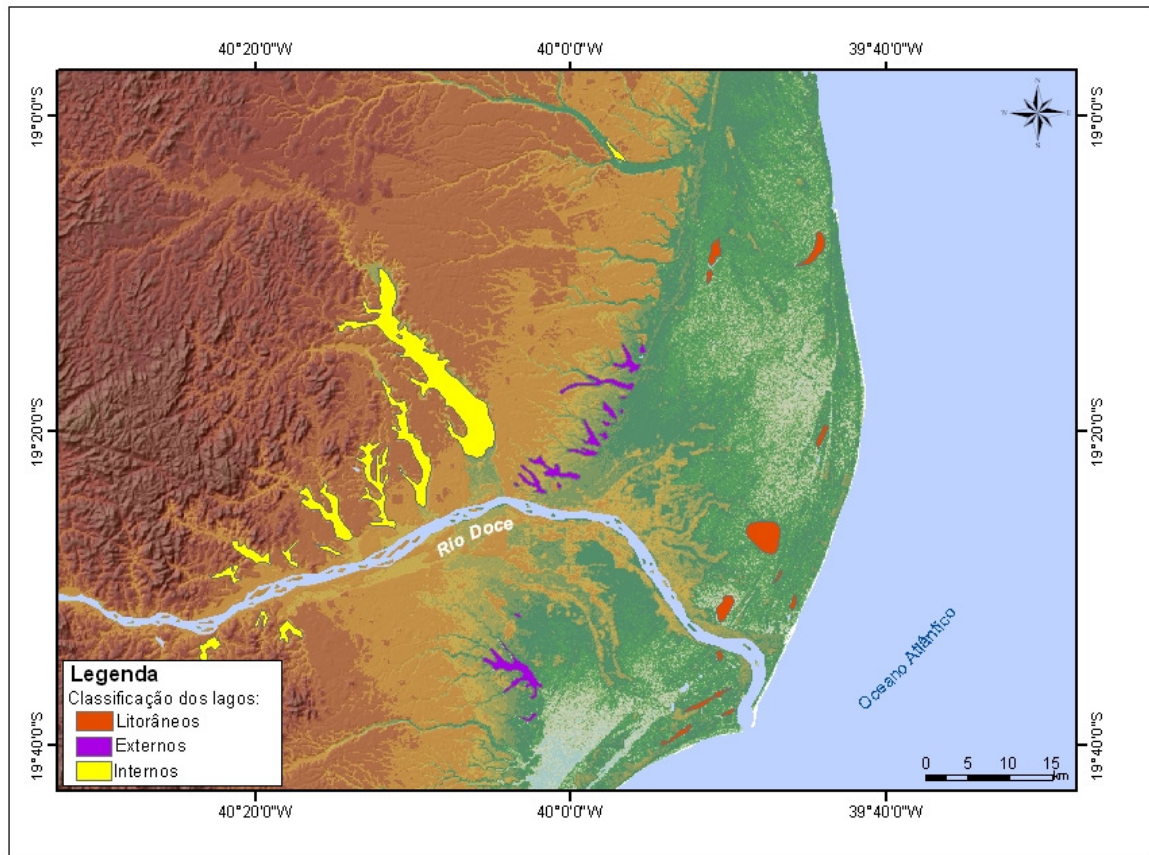 40°20'0"W 40°0'0"W 39°40'0"W
19°0'0"S 19°0'0"S
19°20'0"S 19°20'0"S
Rio Doce
Oceano Atlântico
Legenda
Classificação dos lagos:
Litorâneos
Externos
Internos
0 5 10 15
km
19°40'0"S 19°40'0"S
40°20'0"W 40°0'0"W 39°40'0"W